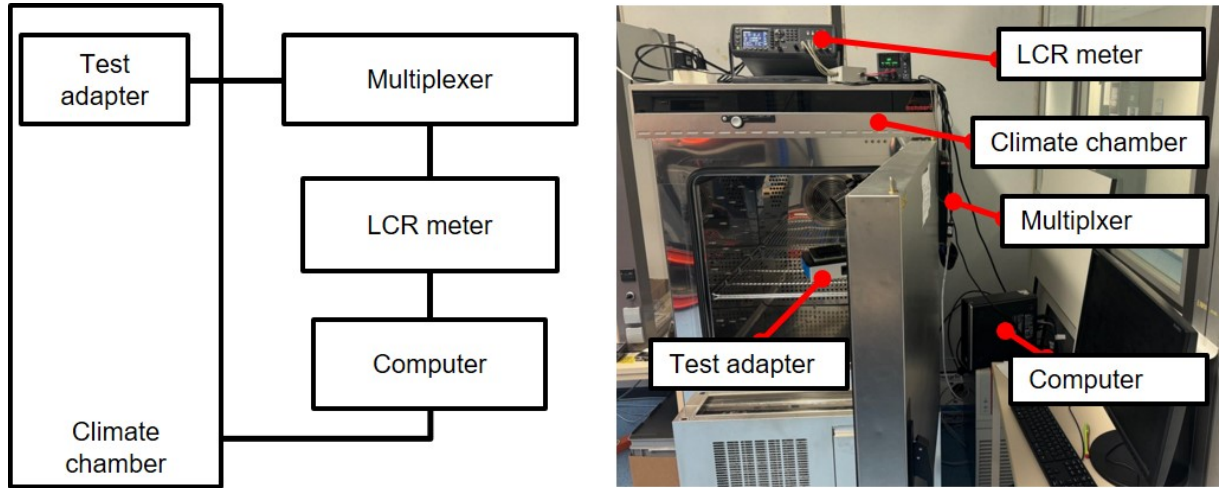 Test
adapter
Multiplexer
LCR meter
Computer
Climate
chamber
LCR meter
Climate chamber
Multiplxer
Test adapter
Computer